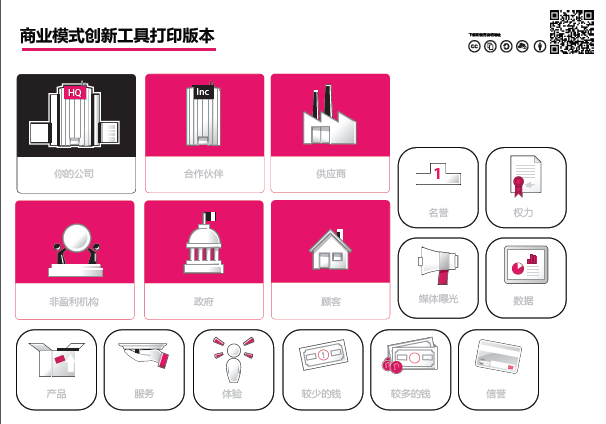 商业模式创新工具打印版本
HQ
Inc
你的公司
合作伙伴
供应商
1
名誉
权力
非盈利机构
政府
顾客
媒体曝光
数据
产品
服务
体验
较少的钱
较多的钱
信誉